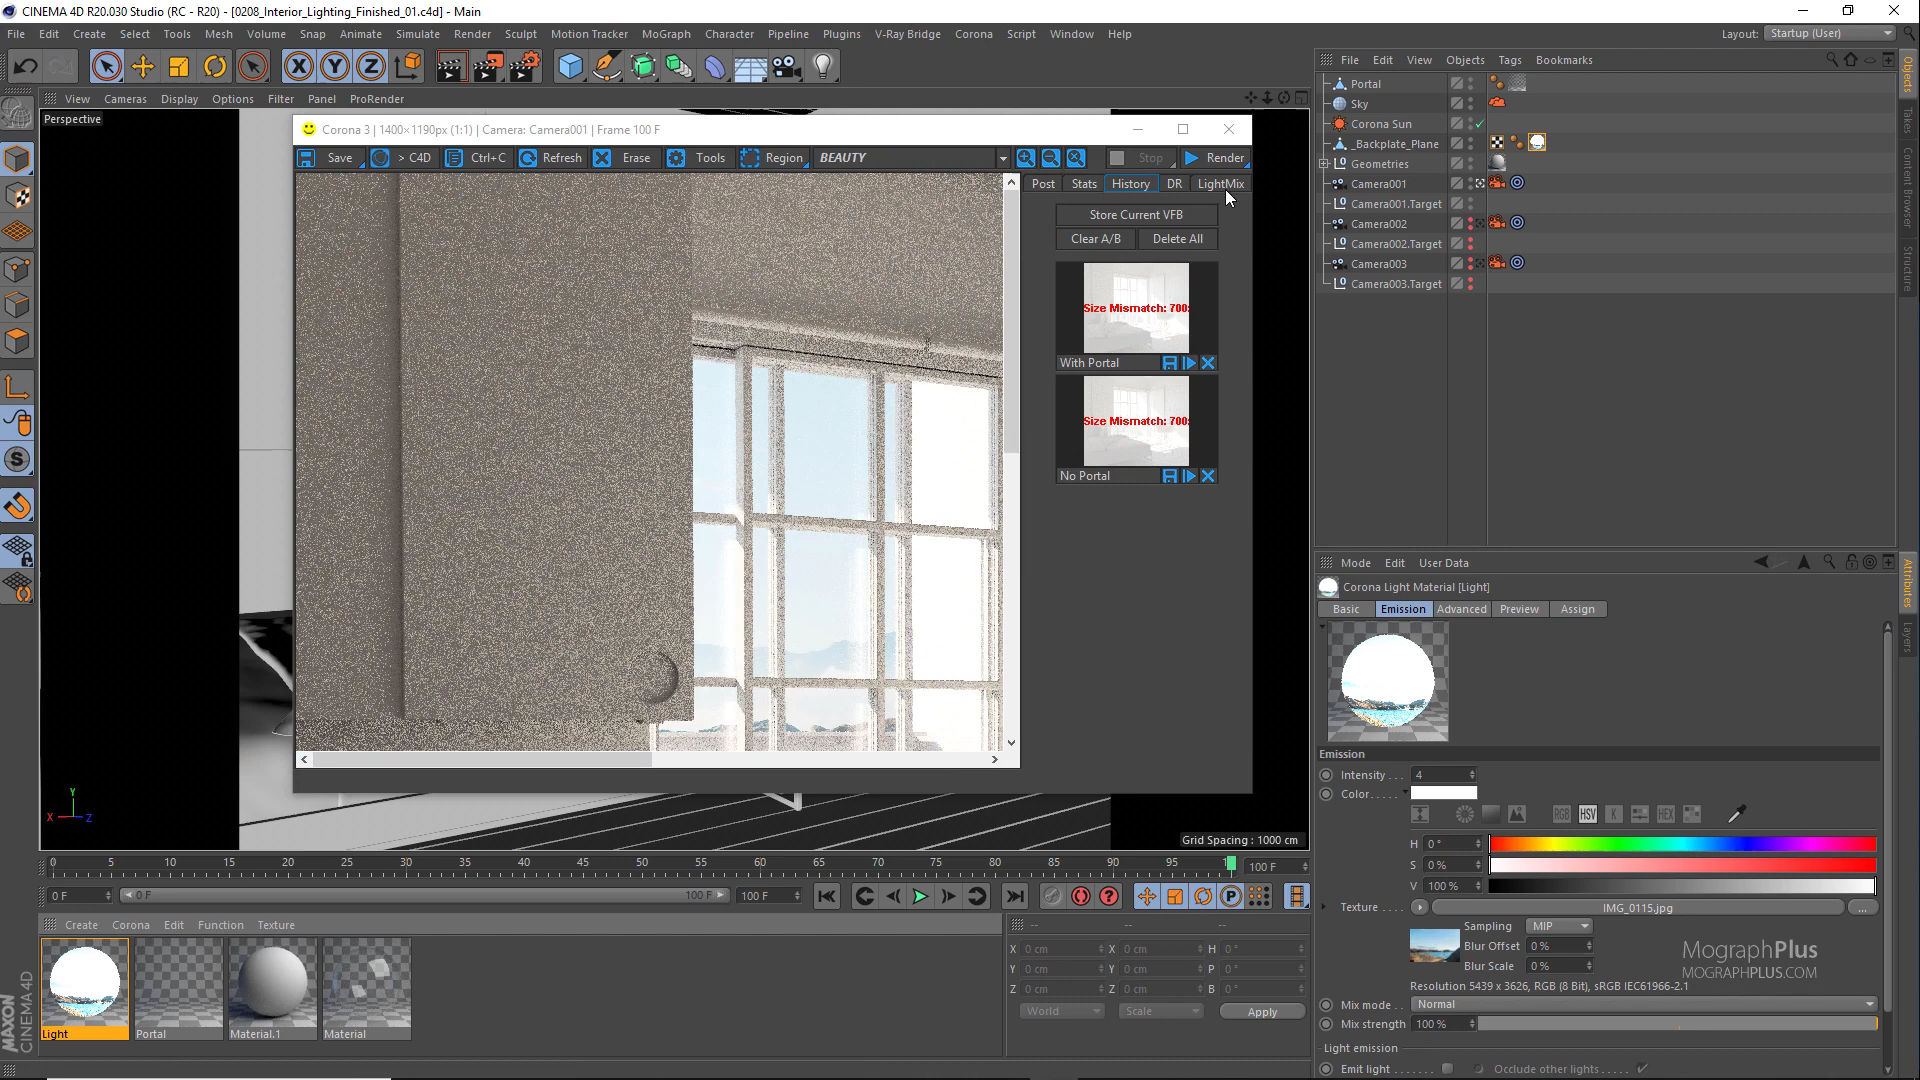 CINEMA 4D R20.030 Studio (RC - R20) - [0208_Interior_Lighting_Finished_01.c4d] - Main
File Edit Create Select Tools Mesh Volume Snap Animate Simulate Render Sculpt Motion Tracker MoGraph Character Pipeline Plugins V-Ray Bridge Corona Script Window Help
Layout: Startup (User)
X Y Z
View Cameras Display Options Filter Panel ProRender
Perspective
Corona 3 | 1400×1190px (1:1) | Camera: Camera001 | Frame 100 F
Save > C4D Ctrl+C Refresh Erase Tools Region BEAUTY Stop Render
Post Stats History DR LightMix
Store Current VFB
Clear A/B Delete All
Size Mismatch: 700:
With Portal
Size Mismatch: 700:
No Portal
Y
X Z
Grid Spacing : 1000 cm
0 5 10 15 20 25 30 35 40 45 50 55 60 65 70 75 80 85 90 95 100 F
0 F 0 F 100 F 100 F
Create Corona Edit Function Texture
Light Portal Material.1 Material
MAXON
CINEMA 4D
-- -- --
X 0 cm X 0 cm H 0 °
Y 0 cm Y 0 cm P 0 °
Z 0 cm Z 0 cm B 0 °
World Scale Apply
File Edit View Objects Tags Bookmarks
Portal
Sky
Corona Sun
_Backplate_Plane
Geometries
Camera001
Camera001.Target
Camera002
Camera002.Target
Camera003
Camera003.Target
Objects
Takes
Content Browser
Structure
Mode Edit User Data
Corona Light Material [Light]
Basic Emission Advanced Preview Assign
Attributes
Layers
Emission
Intensity . . . 4
Color. . . . .
RGB HSV K HEX
H 0 °
S 0 %
V 100 %
Texture . . . . IMG_0115.jpg ...
Sampling MIP
Blur Offset 0 %
Blur Scale 0 %
MographPlus
MOGRAPHPLUS.COM
Resolution 5439 x 3626, RGB (8 Bit), sRGB IEC61966-2.1
Mix mode . . Normal
Mix strength 100 %
Light emission
Emit light . . . . . . . Occlude other lights . . . . .